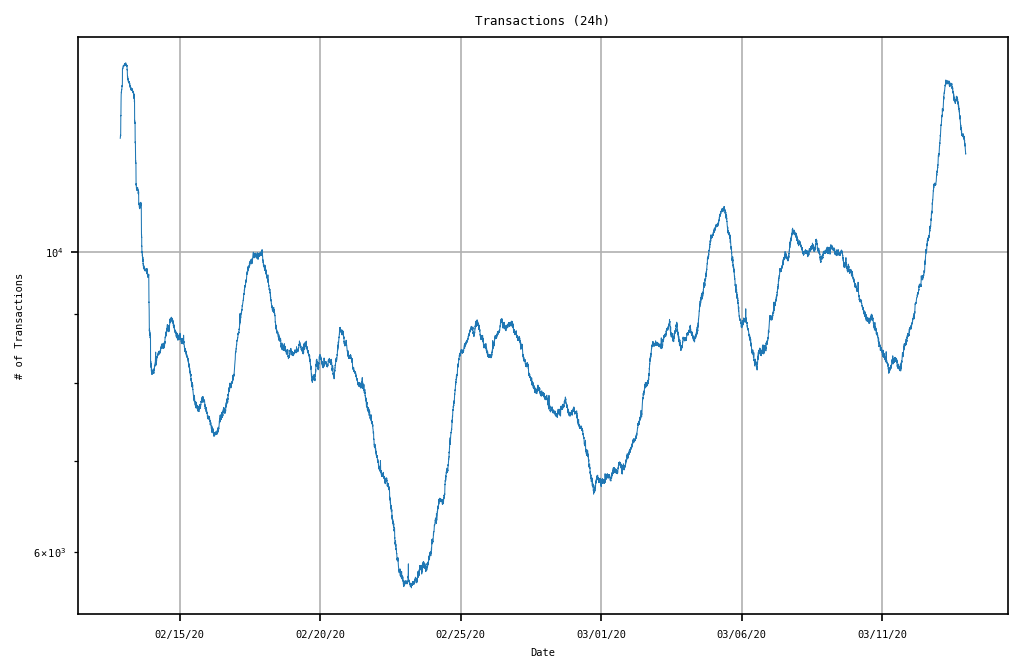 Transactions (24h)
10⁴
6×10³
# of Transactions
02/15/20 02/20/20 02/25/20 03/01/20 03/06/20 03/11/20
Date